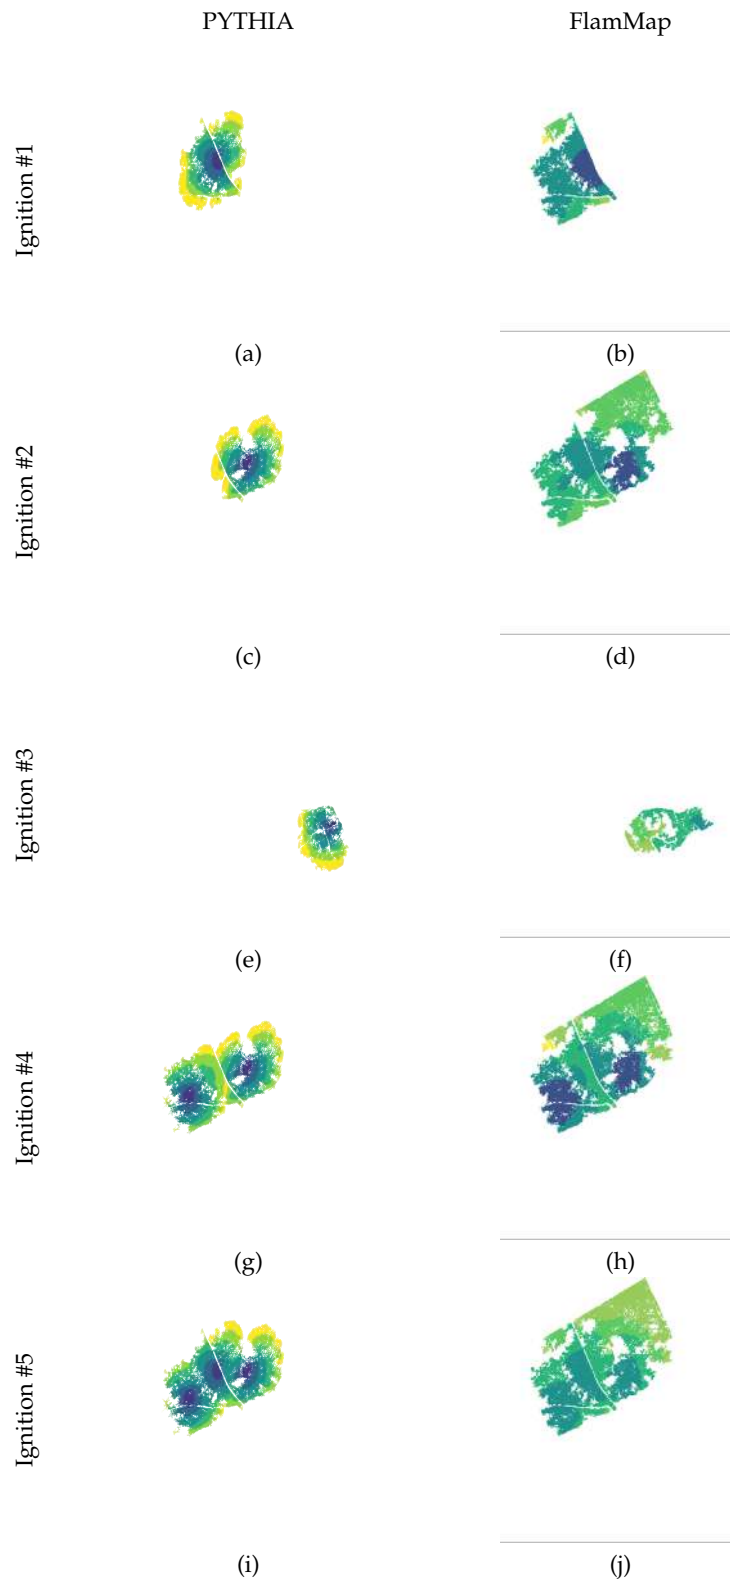 PYTHIA FlamMap
Ignition #1
(a) (b)
Ignition #2
(c) (d)
Ignition #3
(e) (f)
Ignition #4
(g) (h)
Ignition #5
(i) (j)